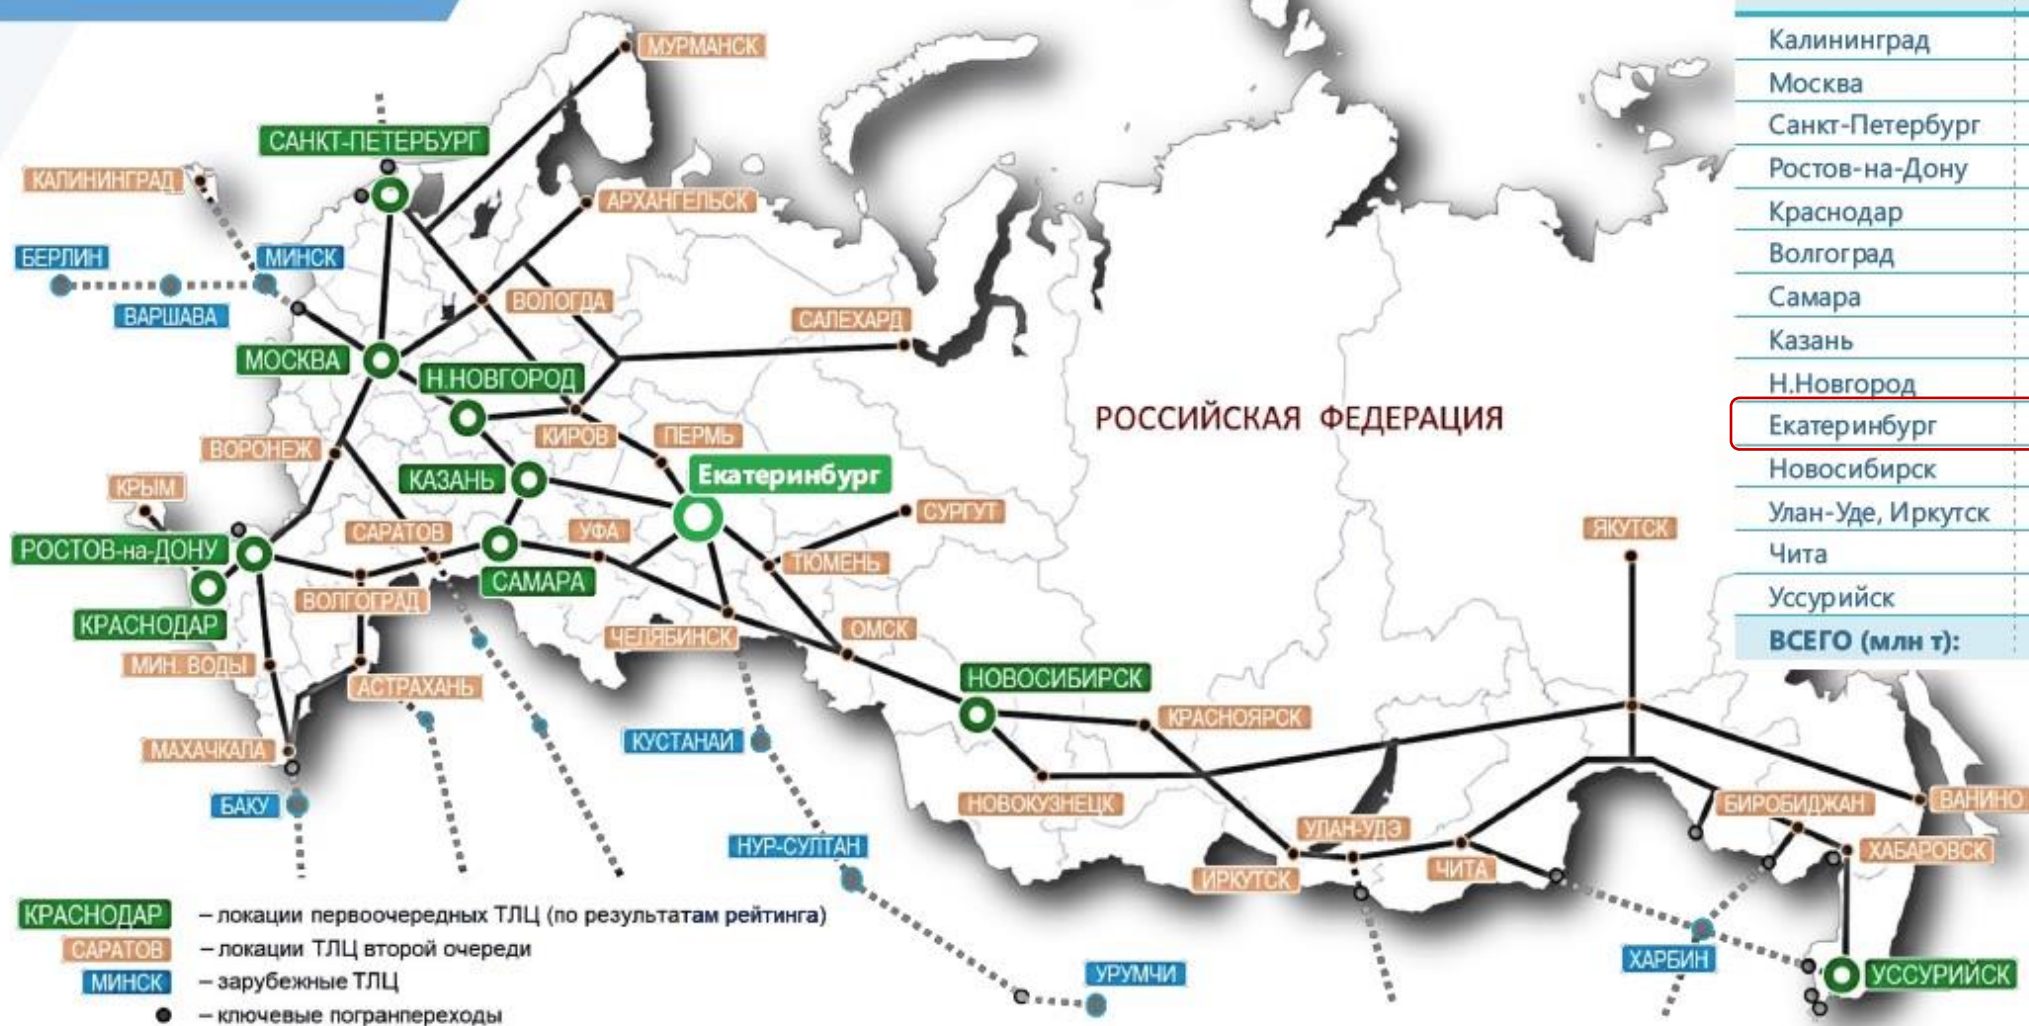 МУРМАНСК
САНКТ-ПЕТЕРБУРГ
КАЛИНИНГРАД
АРХАНГЕЛЬСК
БЕРЛИН
МИНСК
ВАРШАВА
ВОЛОГДА
САЛЕХАРД
МОСКВА
Н.НОВГОРОД
РОССИЙСКАЯ ФЕДЕРАЦИЯ
КИРОВ
ПЕРМЬ
ВОРОНЕЖ
КАЗАНЬ
Екатеринбург
КРЫМ
СУРГУТ
САРАТОВ
УФА
ЯКУТСК
РОСТОВ-на-ДОНУ
ТЮМЕНЬ
САМАРА
ВОЛГОГРАД
КРАСНОДАР
ЧЕЛЯБИНСК
ОМСК
МИН. ВОДЫ
АСТРАХАНЬ
НОВОСИБИРСК
КРАСНОЯРСК
МАХАЧКАЛА
КУСТАНАЙ
БАКУ
НОВОКУЗНЕЦК
БИРОБИДЖАН
ВАНИНО
УЛАН-УДЭ
НУР-СУЛТАН
ХАБАРОВСК
ИРКУТСК
ЧИТА
ХАРБИН
УРУМЧИ
УССУРИЙСК
КРАСНОДАР – локации первоочередных ТЛЦ (по результатам рейтинга)
САРАТОВ – локации ТЛЦ второй очереди
МИНСК – зарубежные ТЛЦ
– ключевые погранпереходы
Калининград
Москва
Санкт-Петербург
Ростов-на-Дону
Краснодар
Волгоград
Самара
Казань
Н.Новгород
Екатеринбург
Новосибирск
Улан-Уде, Иркутск
Чита
Уссурийск
ВСЕГО (млн т):